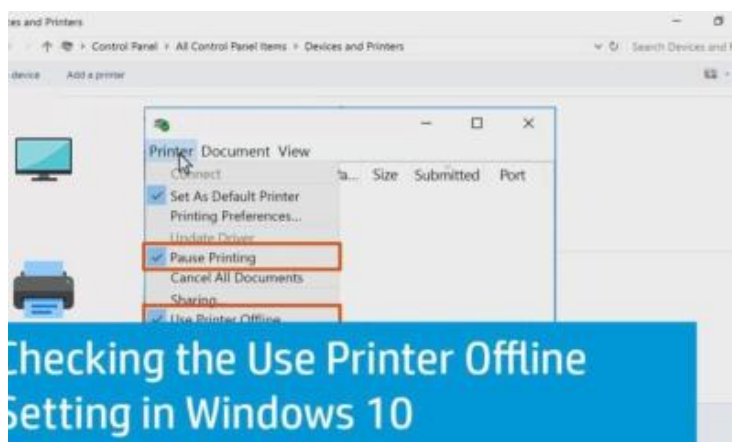 ces and Printers
Control Panel › All Control Panel Items › Devices and Printers
Search Devices and P
device Add a printer
Printer Document View
Connect
Size Submitted Port
Set As Default Printer
Printing Preferences...
Update Driver
Pause Printing
Cancel All Documents
Sharing
Use Printer Offline
Checking the Use Printer Offline
Setting in Windows 10